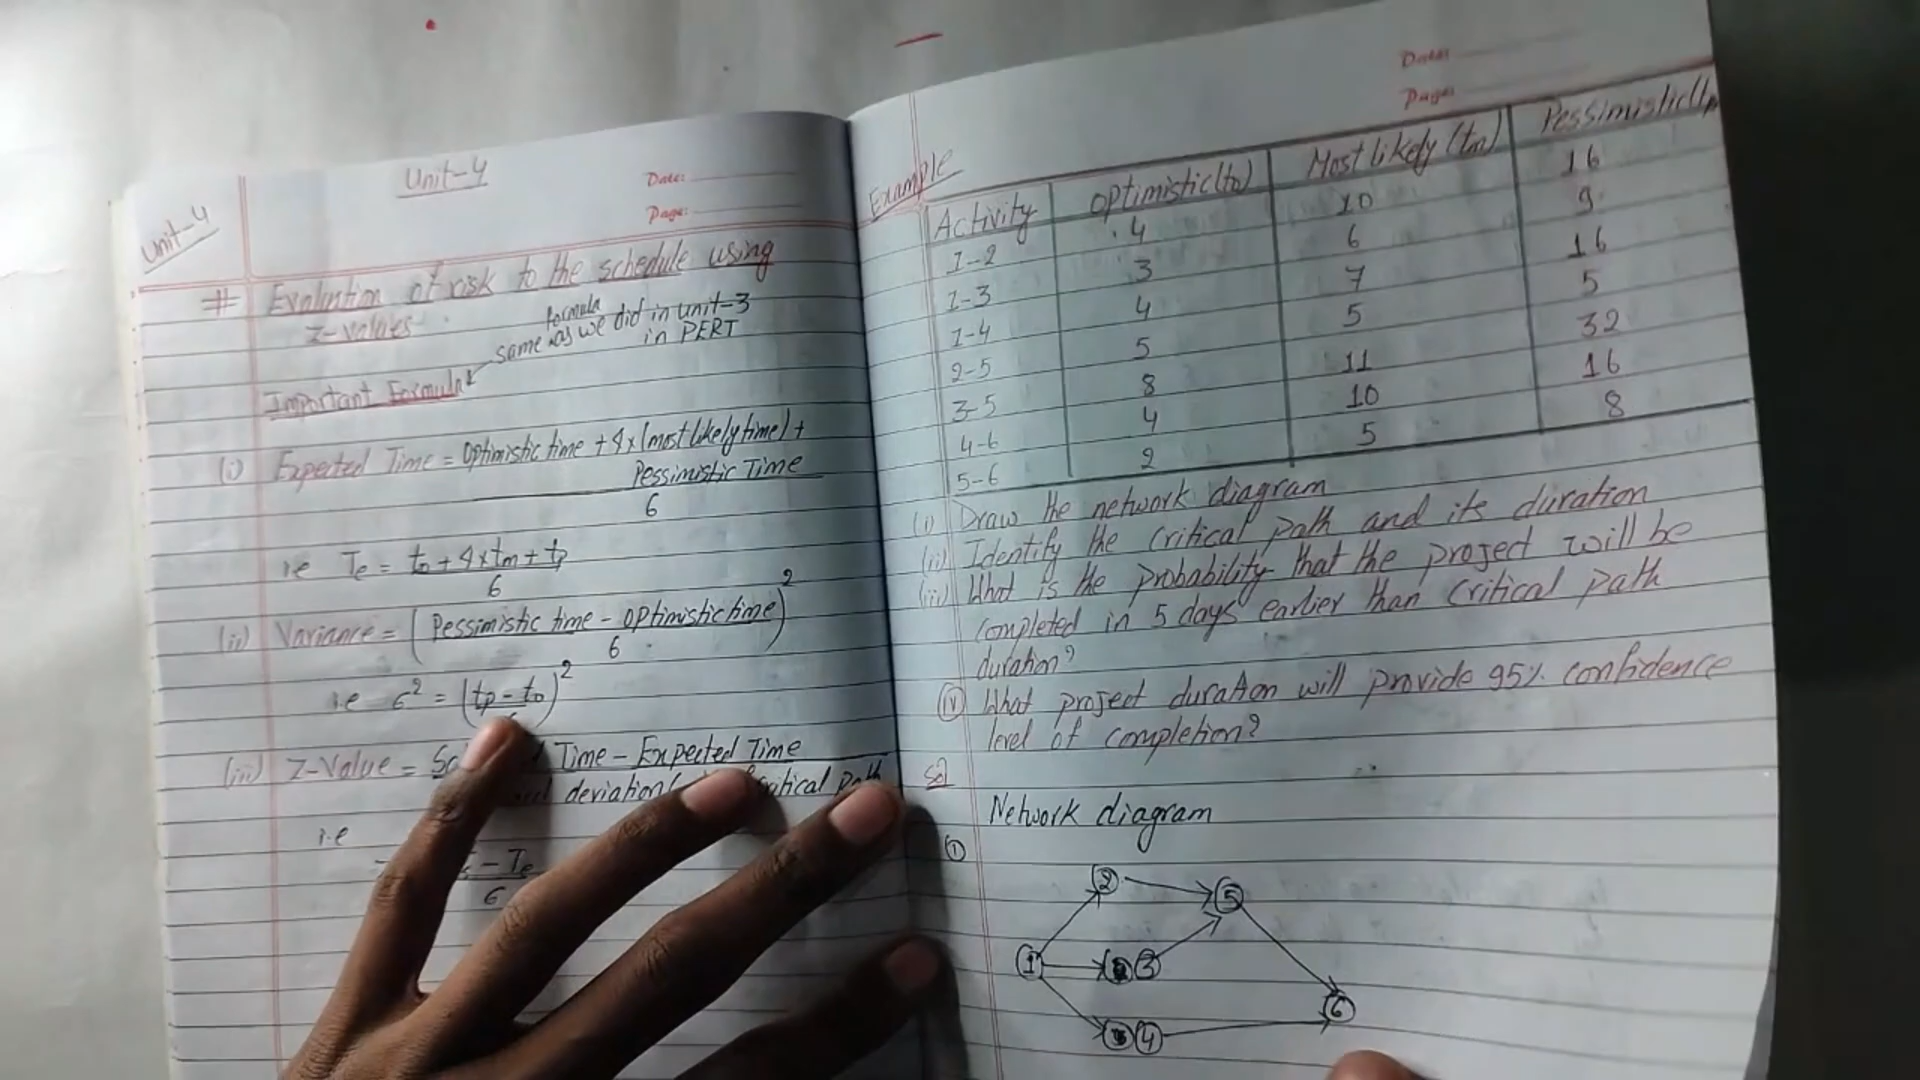 Unit-4
Unit-4
Date:
Page:
# Evalution of risk to the schedule using
z-values
formula
same as we did in unit-3
in PERT
Important Formula
(i) Expected Time = Optimistic time + 4x(most likely time) +
Pessimistic Time
6
ie Te = to + 4xtm + tp
6
(ii) Variance = (Pessimistic time - Optimistic time)2
6
i.e 62 = (tp - to)2
(iii) Z-Value = Time - Expected Time
deviation critical path
i.e
- Te
6
Date:
Page:
Example
Activity Optimistic(to) Most likely (tm) Pessimistic(tp
1-2 4 10 16
1-3 3 6 9
1-4 4 7 16
2-5 5 5 5
3-5 8 11 32
4-6 4 10 16
5-6 2 5 8
(i) Draw the network diagram
(ii) Identify the critical path and its duration
(iii) What is the probability that the project will be
completed in 5 days earlier than critical path
duration?
(iv) What project duration will provide 95% confidence
level of completion?
Sol
Network diagram
(i)
2 5
1 3
6
4